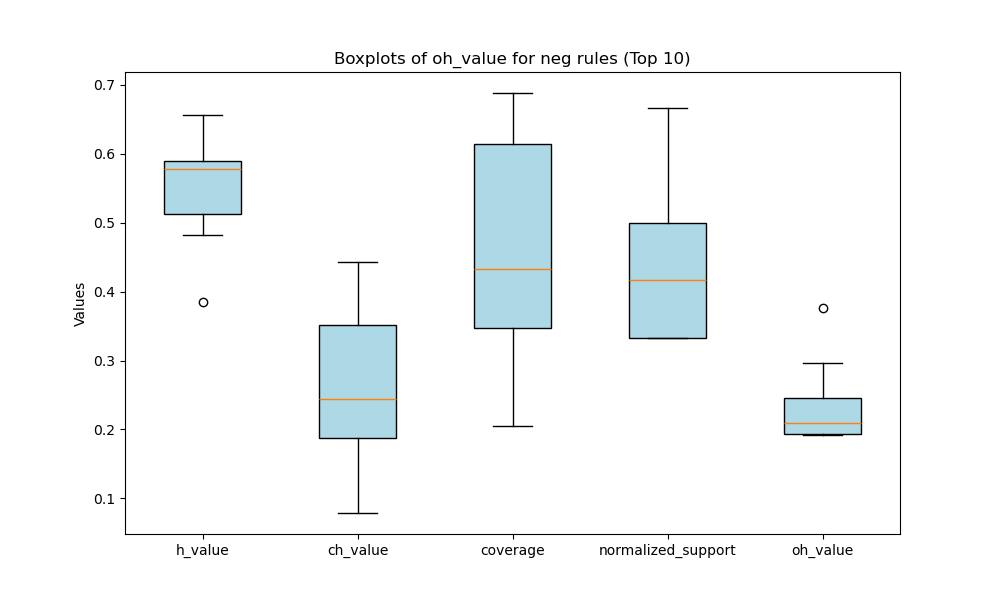 Boxplots of oh_value for neg rules (Top 10)
Values
0.7
0.6
0.5
0.4
0.3
0.2
0.1
h_value
ch_value
coverage
normalized_support
oh_value